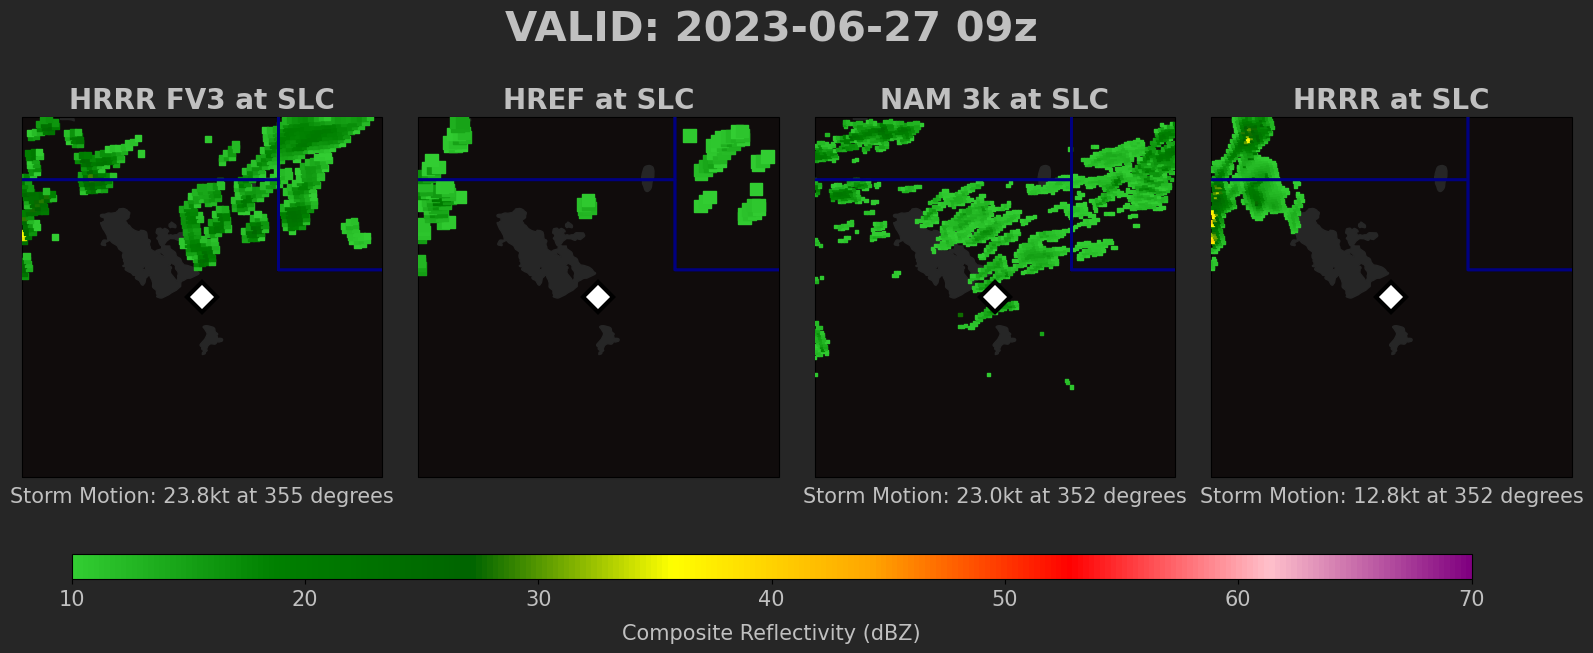 VALID: 2023-06-27 09z
HRRR FV3 at SLC
HREF at SLC
NAM 3k at SLC
HRRR at SLC
Storm Motion: 23.8kt at 355 degrees
Storm Motion: 23.0kt at 352 degrees
Storm Motion: 12.8kt at 352 degrees
10 20 30 40 50 60 70
Composite Reflectivity (dBZ)